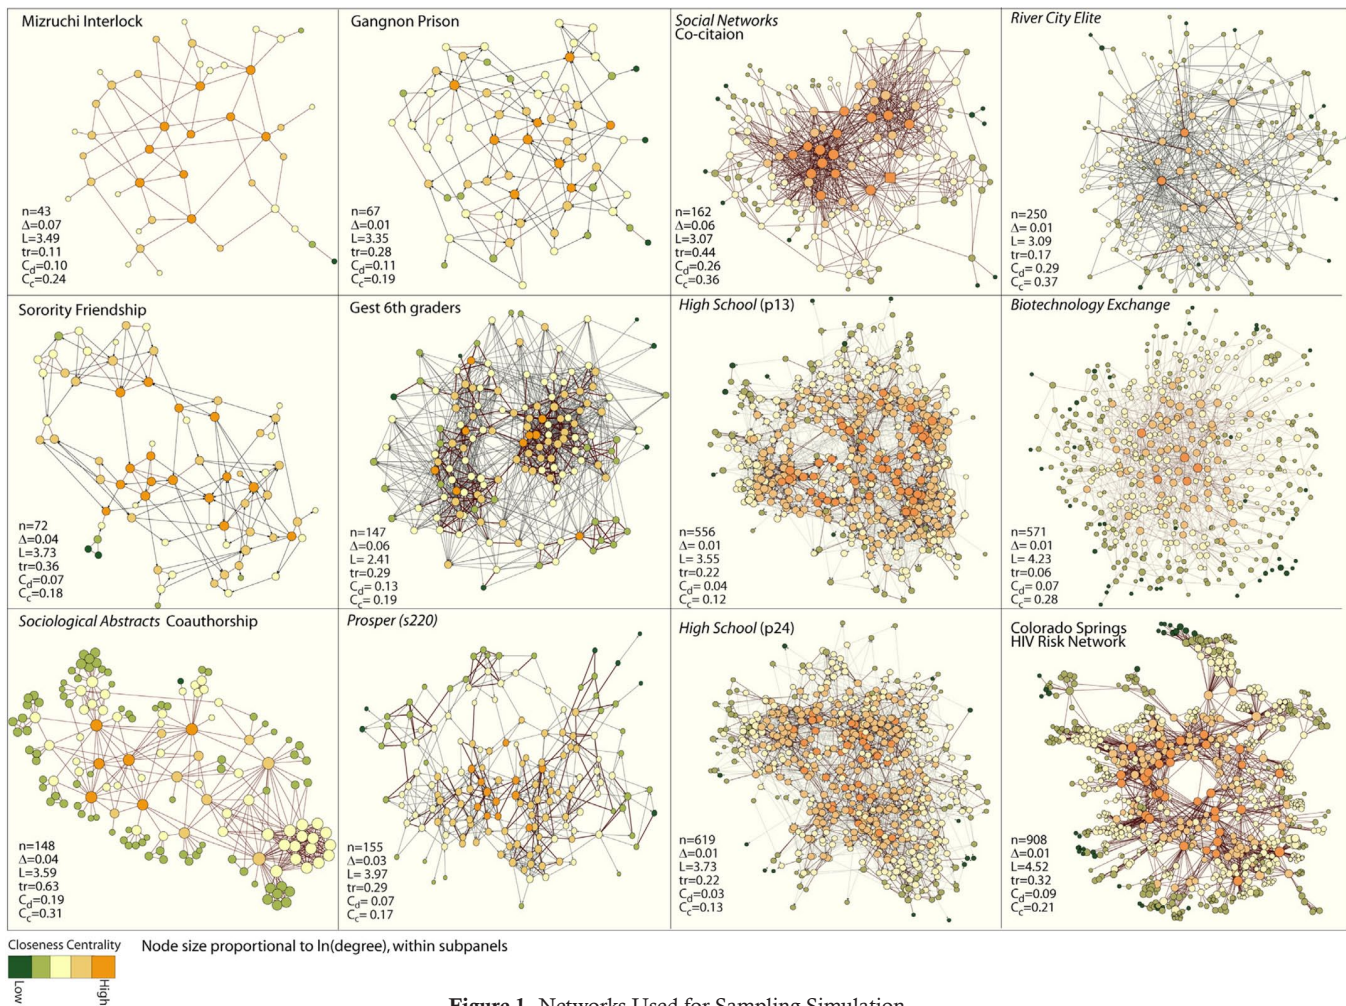 Mizruchi Interlock
n=43
Δ=0.07
L=3.49
tr=0.11
Cd=0.10
Cc=0.24
Gangnon Prison
n=67
Δ=0.01
L=3.35
tr=0.28
Cd=0.11
Cc=0.19
Social Networks
Co-citaion
n=162
Δ=0.06
L=3.07
tr=0.44
Cd=0.26
Cc=0.36
River City Elite
n=250
Δ= 0.01
L= 3.09
tr=0.17
Cd= 0.29
Cc= 0.37
Sorority Friendship
n=72
Δ=0.04
L=3.73
tr=0.36
Cd=0.07
Cc=0.18
Gest 6th graders
n=147
Δ=0.06
L= 2.41
tr=0.29
Cd= 0.13
Cc= 0.19
High School (p13)
n=556
Δ= 0.01
L= 3.55
tr=0.22
Cd= 0.04
Cc= 0.12
Biotechnology Exchange
n=571
Δ= 0.01
L= 4.23
tr=0.06
Cd= 0.07
Cc= 0.28
Sociological Abstracts Coauthorship
n=148
Δ=0.04
L=3.59
tr=0.63
Cd=0.19
Cc=0.31
Prosper (s220)
n=155
Δ=0.03
L= 3.97
tr=0.29
Cd= 0.07
Cc= 0.17
High School (p24)
n=619
Δ=0.01
L=3.73
tr=0.22
Cd=0.03
Cc=0.13
Colorado Springs
HIV Risk Network
n=908
Δ=0.01
L=4.52
tr=0.32
Cd=0.09
Cc=0.21
Closeness Centrality
Low
High
Node size proportional to ln(degree), within subpanels
Figure 1. Networks Used for Sampling Simulation